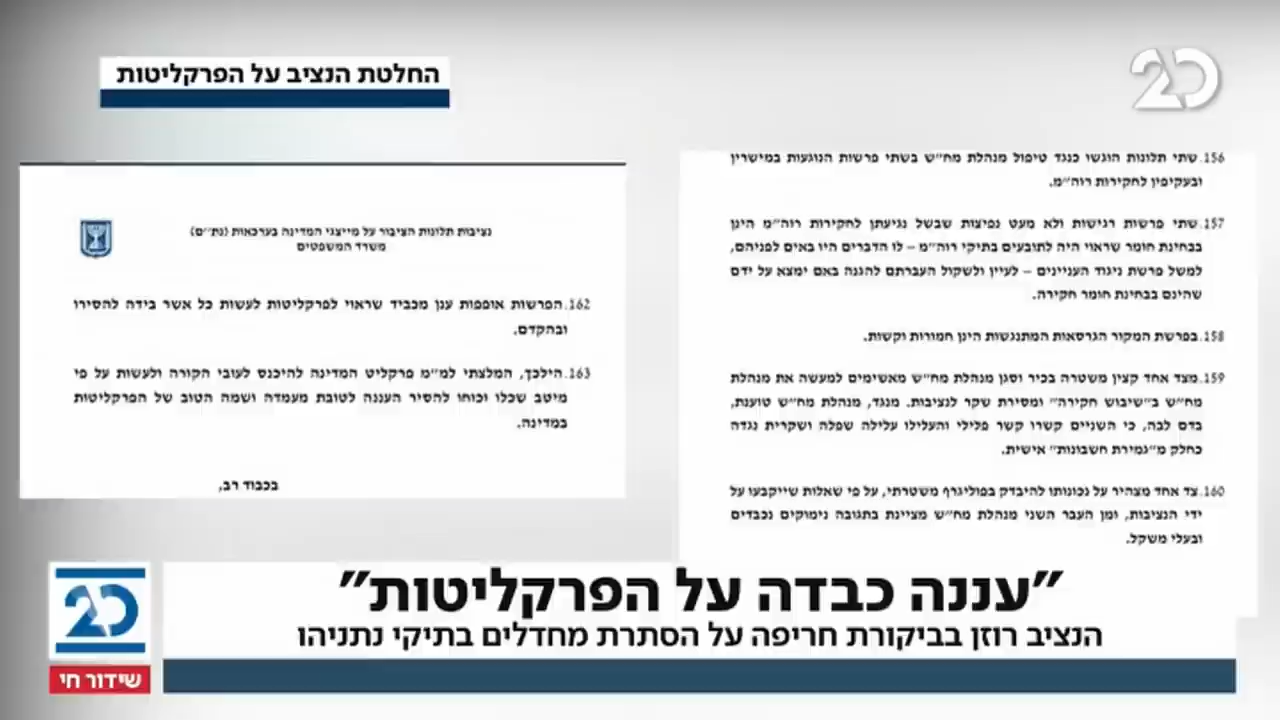 החלטת הנציב על הפרקליטות
20
156. שתי תלונות הוגשו כנגד טיפול מנהלת מח״ש בשתי פרשות הנוגעות במישרין
ובעקיפין לחקירות רוה״מ.
157. שתי פרשות רגישות ולא מעט נפיצות שבשל נגיעתן לחקירות רוה״מ הינן
בבחינת חומר שראוי היה לתובעים בתיקי רוה״מ – לו הדברים היו באים לפניהם,
למשל פרשת ניגוד העניינים – לעיין ולשקול העברתם להגנה באם ימצא על ידם
שהינם בבחינת חומר חקירה.
158. בפרשת המקור הגרסאות המתנגשות הינן חמורות וקשות.
159. מצד אחד קצין משטרה בכיר וסגן מנהלת מח״ש מאשימים למעשה את מנהלת
מח״ש ב״שיבוש חקירה״ ומסירת שקר לנציבות. מנגד, מנהלת מח״ש טוענת,
בדם לבה, כי השניים קשרו קשר פלילי והעלילו עלילה שפלה ושקרית נגדה
כחלק מ״גמירת חשבונות״ אישית.
160. צד אחד מצהיר על נכונותו להיבדק בפוליגרף משטרתי, על פי שאלות שייקבעו על
ידי הנציבות, ומן העבר השני מנהלת מח״ש מציינת בתגובה נימוקים נכבדים
ובעלי משקל.
נציבות תלונות הציבור על מייצגי המדינה בערכאות (נת״ם)
משרד המשפטים
162. הפרשות אופפות ענן מכביד שראוי לפרקליטות לעשות כל אשר בידה להסירו
ובהקדם.
163. הילכך, המלצתי למ״מ פרקליט המדינה להיכנס לעובי הקורה ולעשות על פי
מיטב שכלו וכוחו להסיר העננה לטובת מעמדה ושמה הטוב של הפרקליטות
במדינה.
בכבוד רב,
״עננה כבדה על הפרקליטות״
הנציב רוזן בביקורת חריפה על הסתרת מחדלים בתיקי נתניהו
20
שידור חי